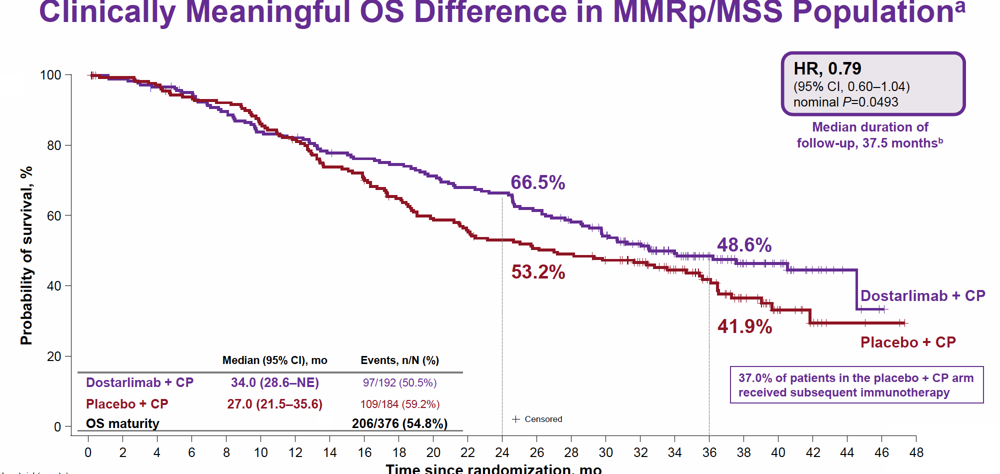 Clinically Meaningful OS Difference in MMRp/MSS Populationᵃ
HR, 0.79
(95% CI, 0.60–1.04)
nominal P=0.0493
Median duration of
follow-up, 37.5 monthsᵇ
Probability of survival, %
100
80
60
40
20
0
66.5%
53.2%
48.6%
41.9%
Dostarlimab + CP
Placebo + CP
37.0% of patients in the placebo + CP arm
received subsequent immunotherapy
Median (95% CI), mo Events, n/N (%)
Dostarlimab + CP 34.0 (28.6–NE) 97/192 (50.5%)
Placebo + CP 27.0 (21.5–35.6) 109/184 (59.2%)
OS maturity 206/376 (54.8%)
Censored
0 2 4 6 8 10 12 14 16 18 20 22 24 26 28 30 32 34 36 38 40 42 44 46 48
Time since randomization, mo